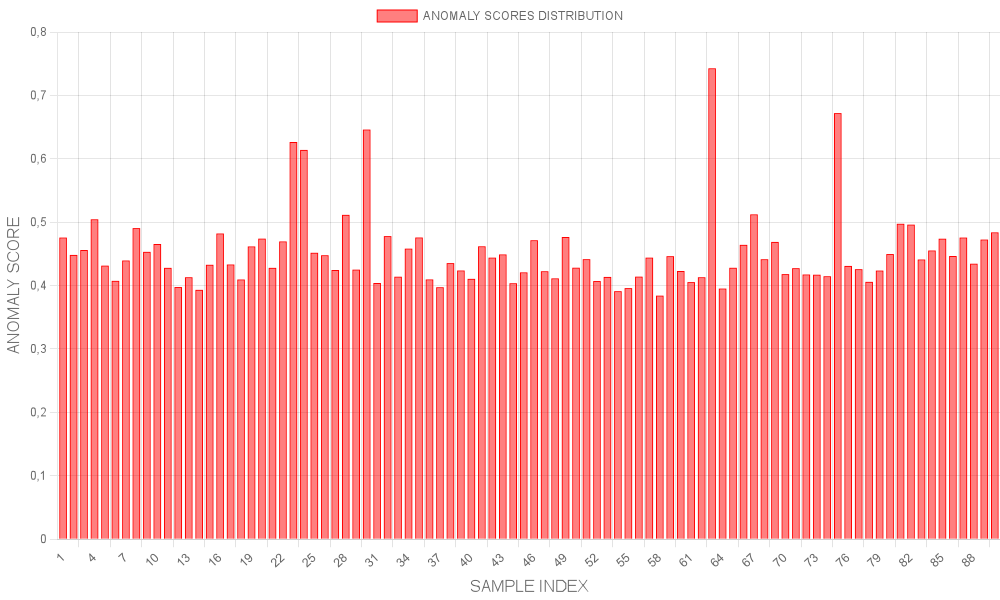 ANOMALY SCORES DISTRIBUTION
ANOMALY SCORE
0,8
0,7
0,6
0,5
0,4
0,3
0,2
0,1
0
1 4 7 10 13 16 19 22 25 28 31 34 37 40 43 46 49 52 55 58 61 64 67 70 73 76 79 82 85 88
SAMPLE INDEX